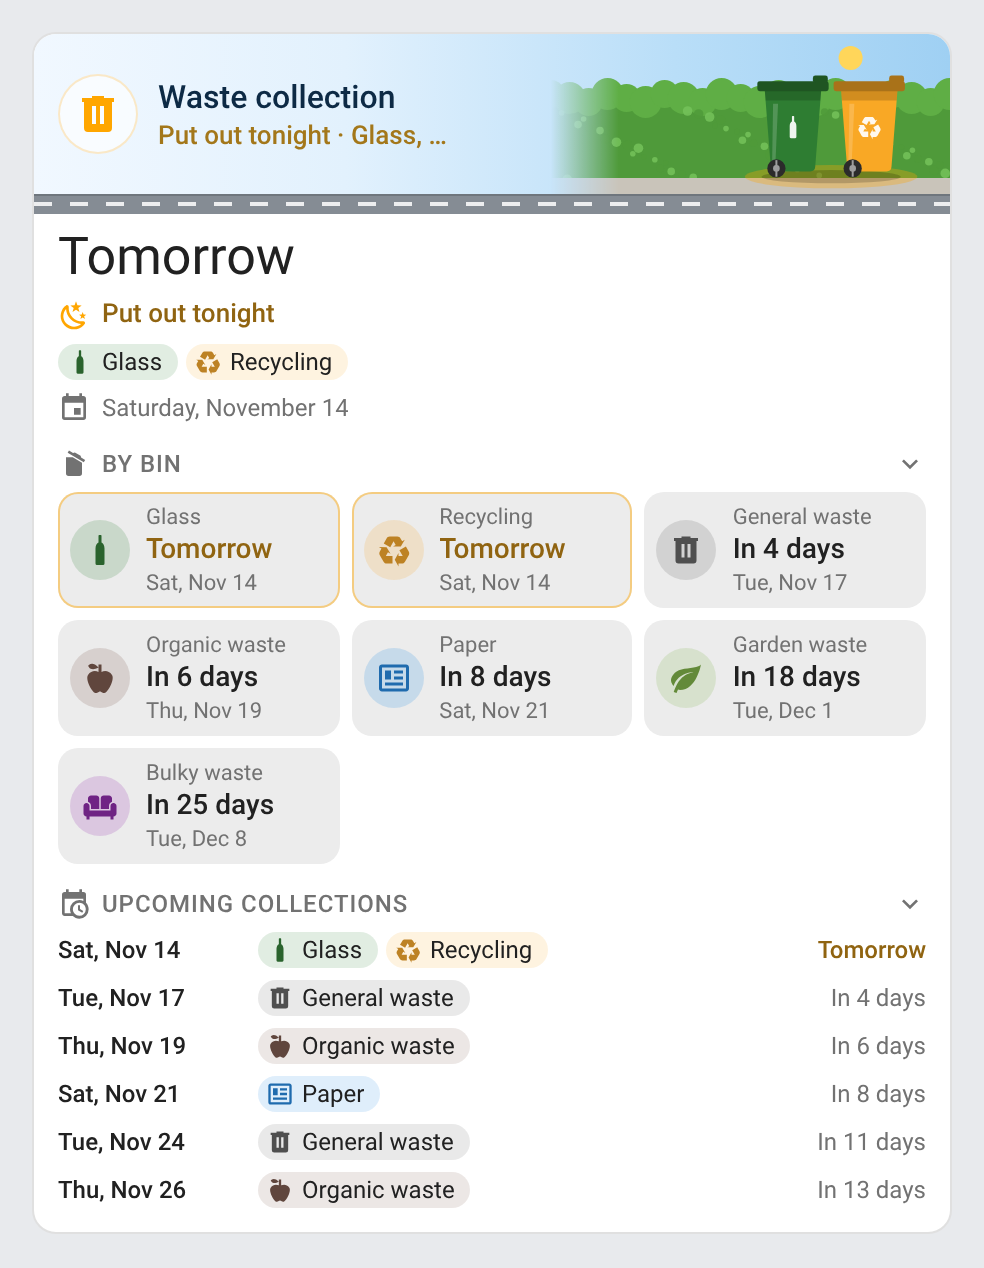 Waste collection
Put out tonight · Glass, ...
Tomorrow
Put out tonight
Glass Recycling
Saturday, November 14
BY BIN
Glass
Tomorrow
Sat, Nov 14
Recycling
Tomorrow
Sat, Nov 14
General waste
In 4 days
Tue, Nov 17
Organic waste
In 6 days
Thu, Nov 19
Paper
In 8 days
Sat, Nov 21
Garden waste
In 18 days
Tue, Dec 1
Bulky waste
In 25 days
Tue, Dec 8
UPCOMING COLLECTIONS
Sat, Nov 14 Glass Recycling Tomorrow
Tue, Nov 17 General waste In 4 days
Thu, Nov 19 Organic waste In 6 days
Sat, Nov 21 Paper In 8 days
Tue, Nov 24 General waste In 11 days
Thu, Nov 26 Organic waste In 13 days